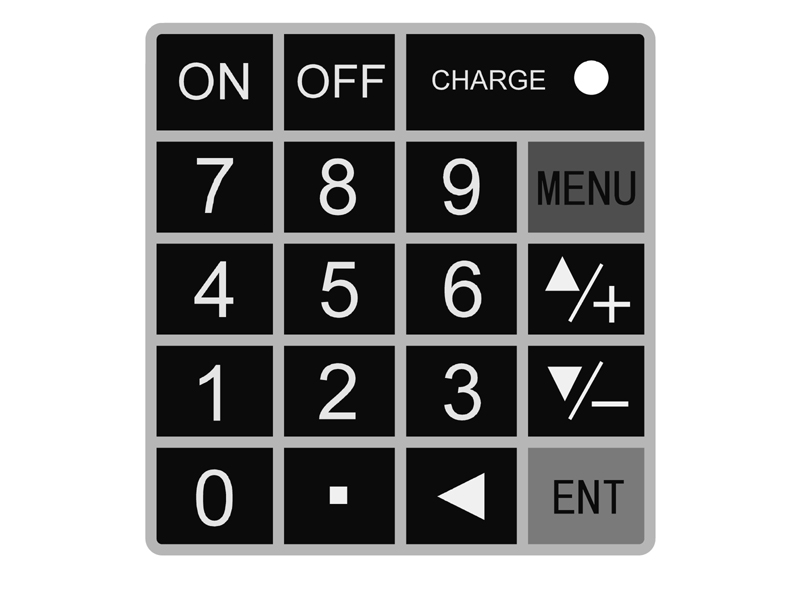 ON OFF CHARGE
7 8 9 MENU
4 5 6 ▲/+
1 2 3 ▼/−
0 . ◀ ENT